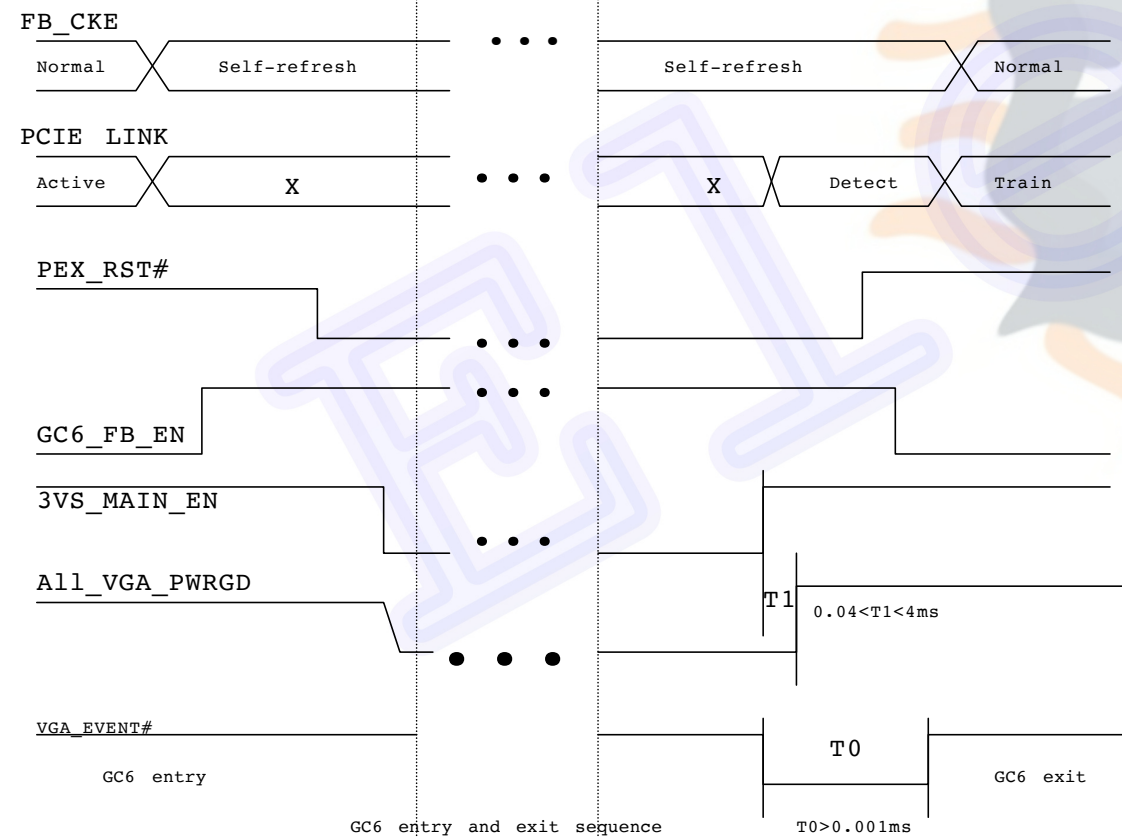 FB_CKE
Normal Self-refresh Self-refresh Normal
PCIE LINK
Active X X Detect Train
PEX_RST#
GC6_FB_EN
3VS_MAIN_EN
All_VGA_PWRGD
T1 0.04<T1<4ms
VGA_EVENT#
T0
GC6 entry GC6 exit
GC6 entry and exit sequence T0>0.001ms